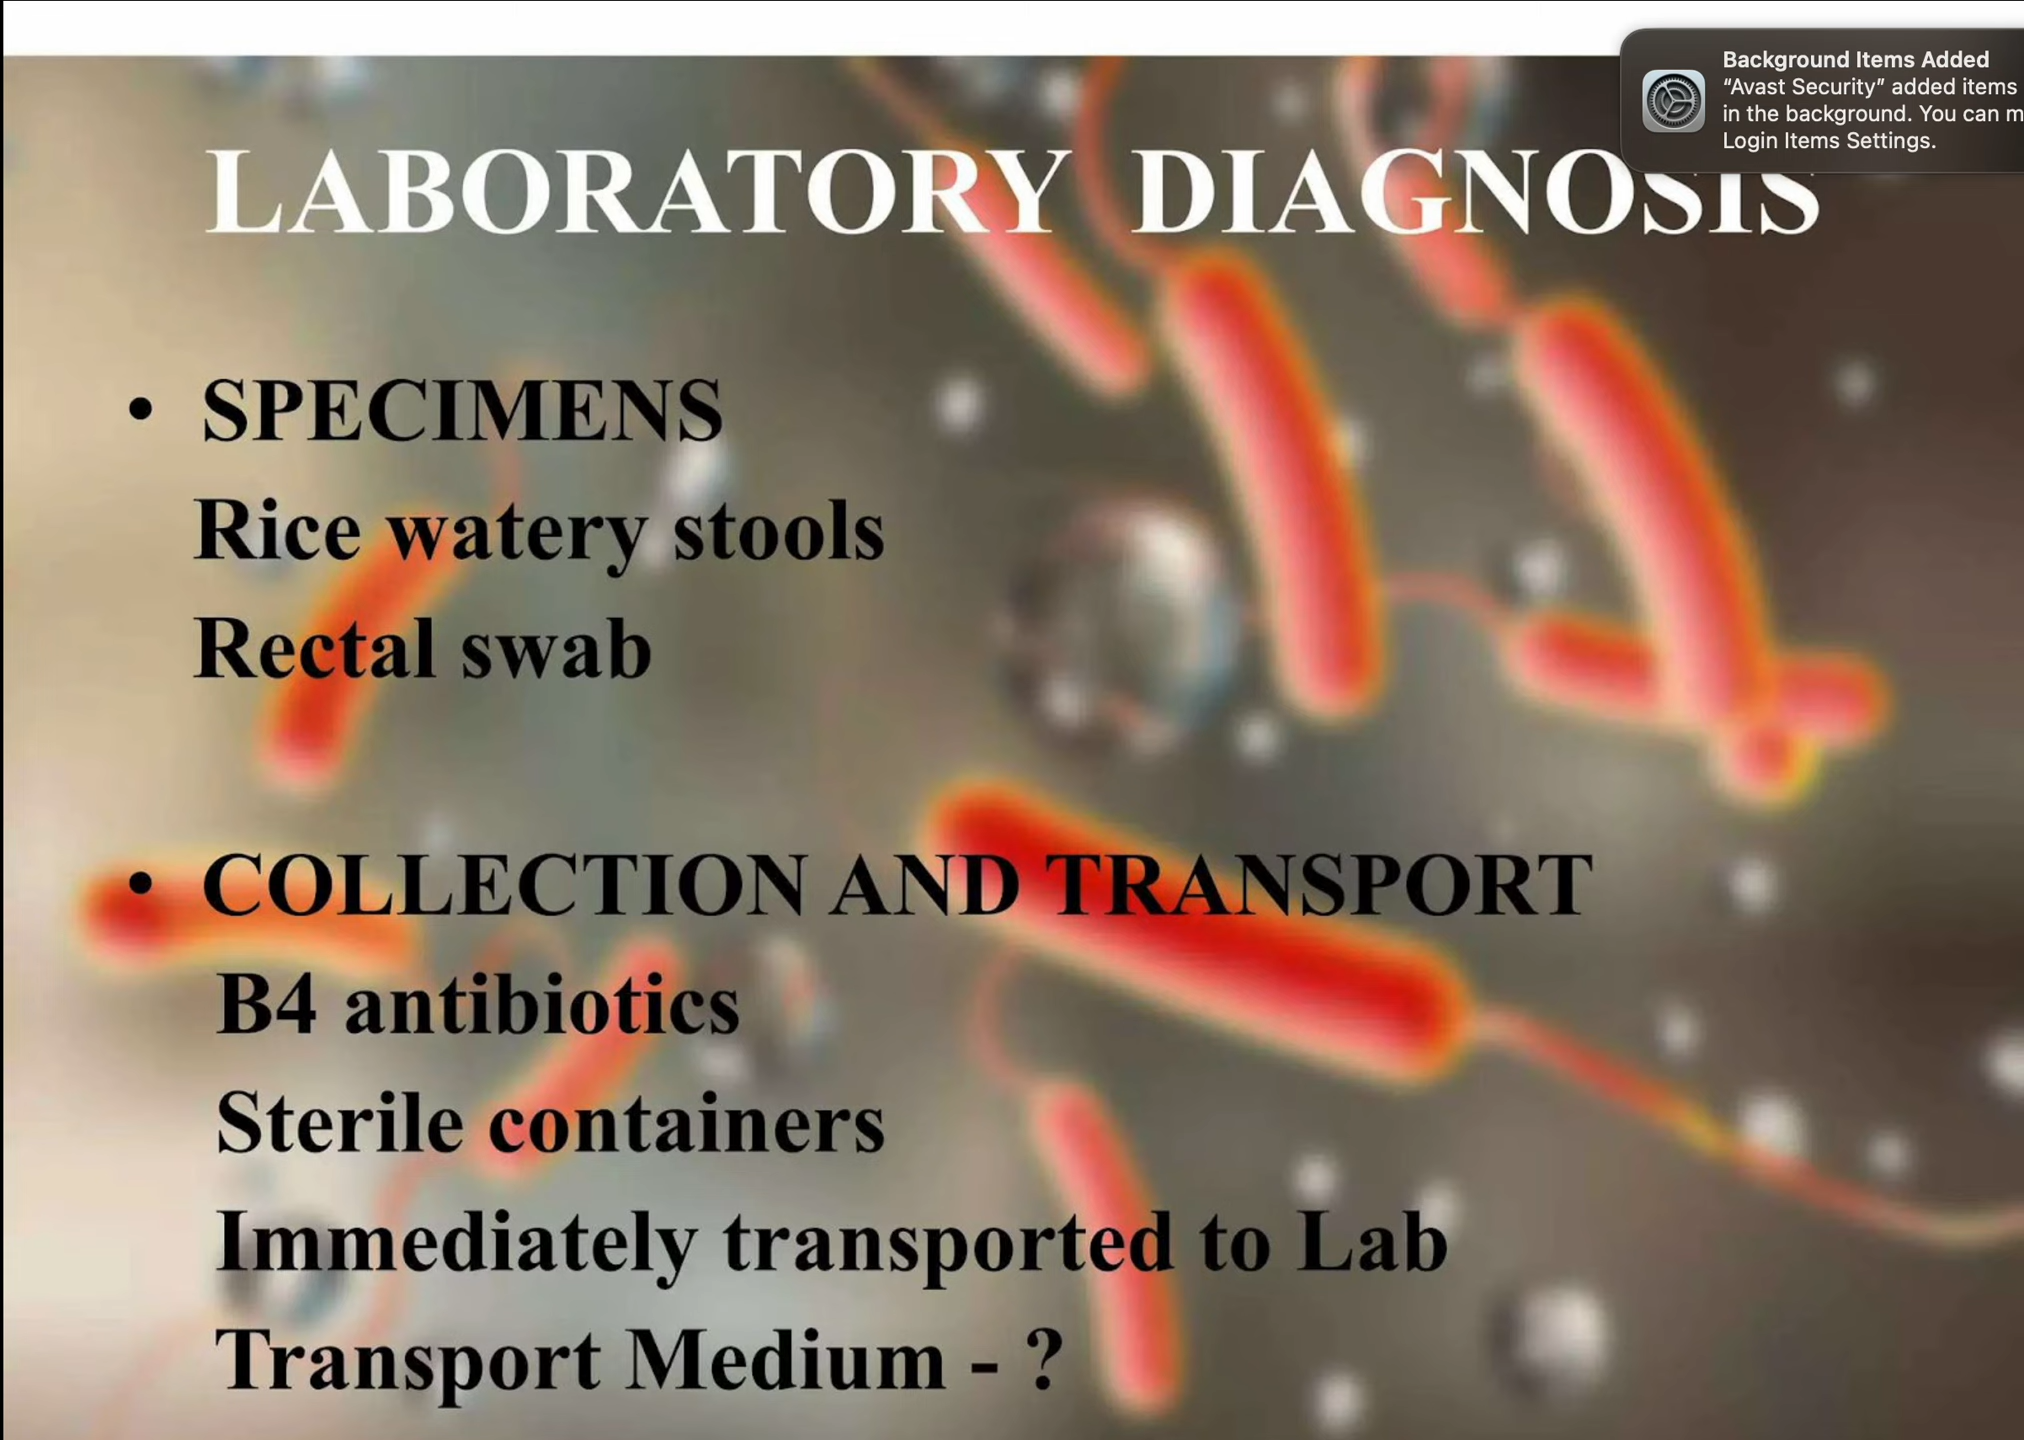 Background Items Added
“Avast Security” added items
in the background. You can
Login Items Settings.
LABORATORY DIAGNOSIS
• SPECIMENS
Rice watery stools
Rectal swab
• COLLECTION AND TRANSPORT
B4 antibiotics
Sterile containers
Immediately transported to Lab
Transport Medium - ?